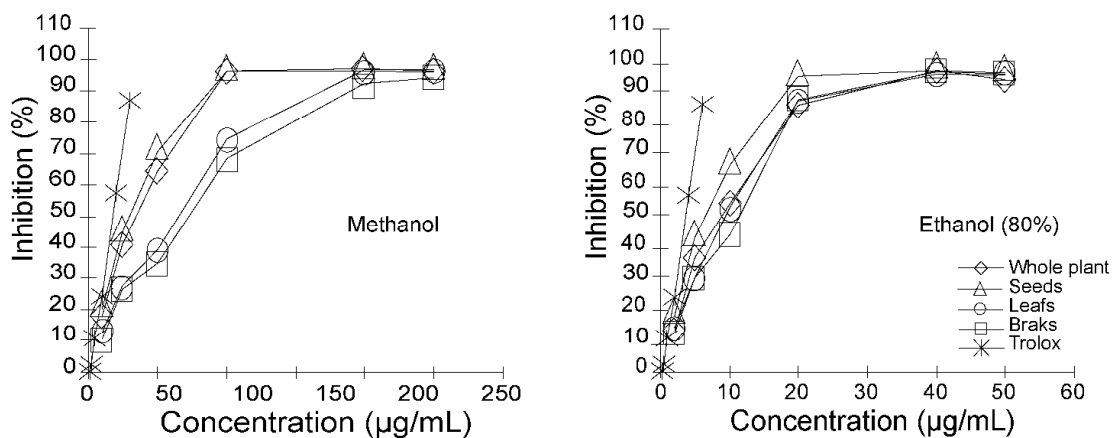 110
100
90
80
70
60
50
40
30
20
10
0
Inhibition (%)
Methanol
0 50 100 150 200 250
Concentration (µg/mL)
110
100
90
80
70
60
50
40
30
20
10
0
Inhibition (%)
Ethanol (80%)
Whole plant
Seeds
Leafs
Braks
Trolox
0 10 20 30 40 50 60
Concentration (µg/mL)